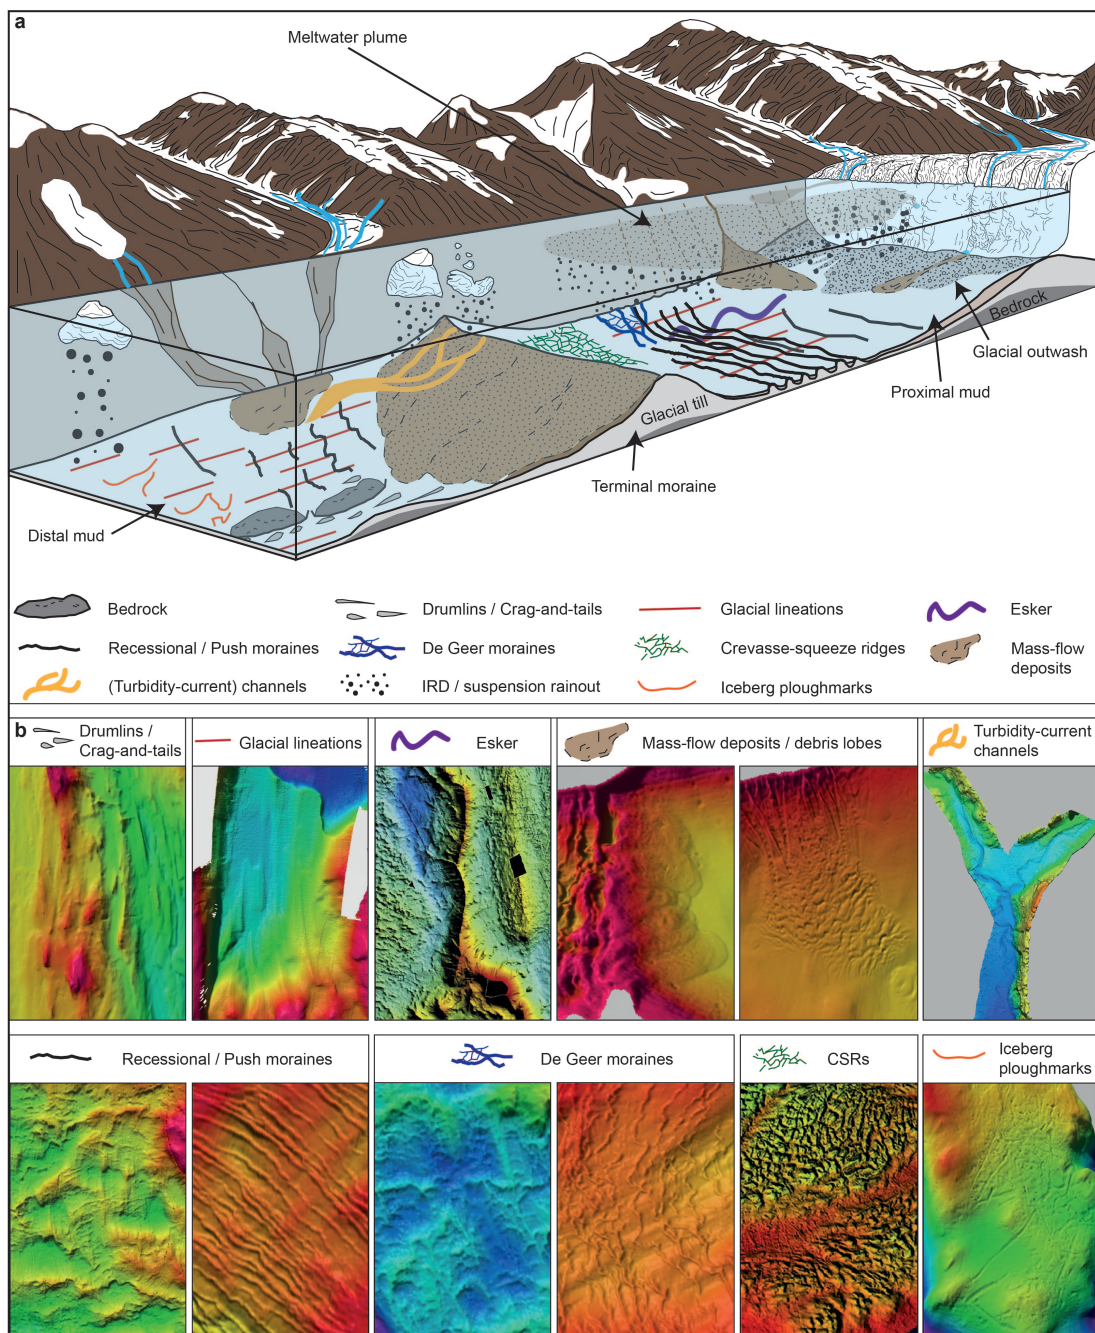 a
Meltwater plume
Bedrock
Glacial outwash
Proximal mud
Glacial till
Terminal moraine
Distal mud
Bedrock
Drumlins / Crag-and-tails
Glacial lineations
Esker
Recessional / Push moraines
De Geer moraines
Crevasse-squeeze ridges
Mass-flow
deposits
(Turbidity-current) channels
IRD / suspension rainout
Iceberg ploughmarks
b
Drumlins /
Crag-and-tails
Glacial lineations
Esker
Mass-flow deposits / debris lobes
Turbidity-current
channels
Recessional / Push moraines
De Geer moraines
CSRs
Iceberg
ploughmarks